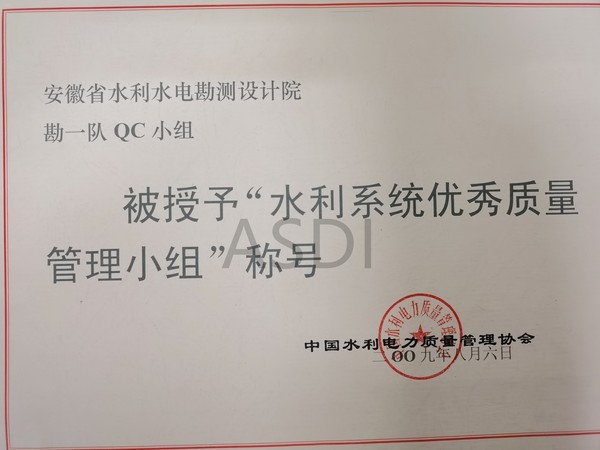 安徽省水利水电勘测设计院
勘一队 QC 小组
被授予“水利系统优秀质量
管理小组”称号
ASDI
中国水利电力质量管理协会
二OO九年八月六日